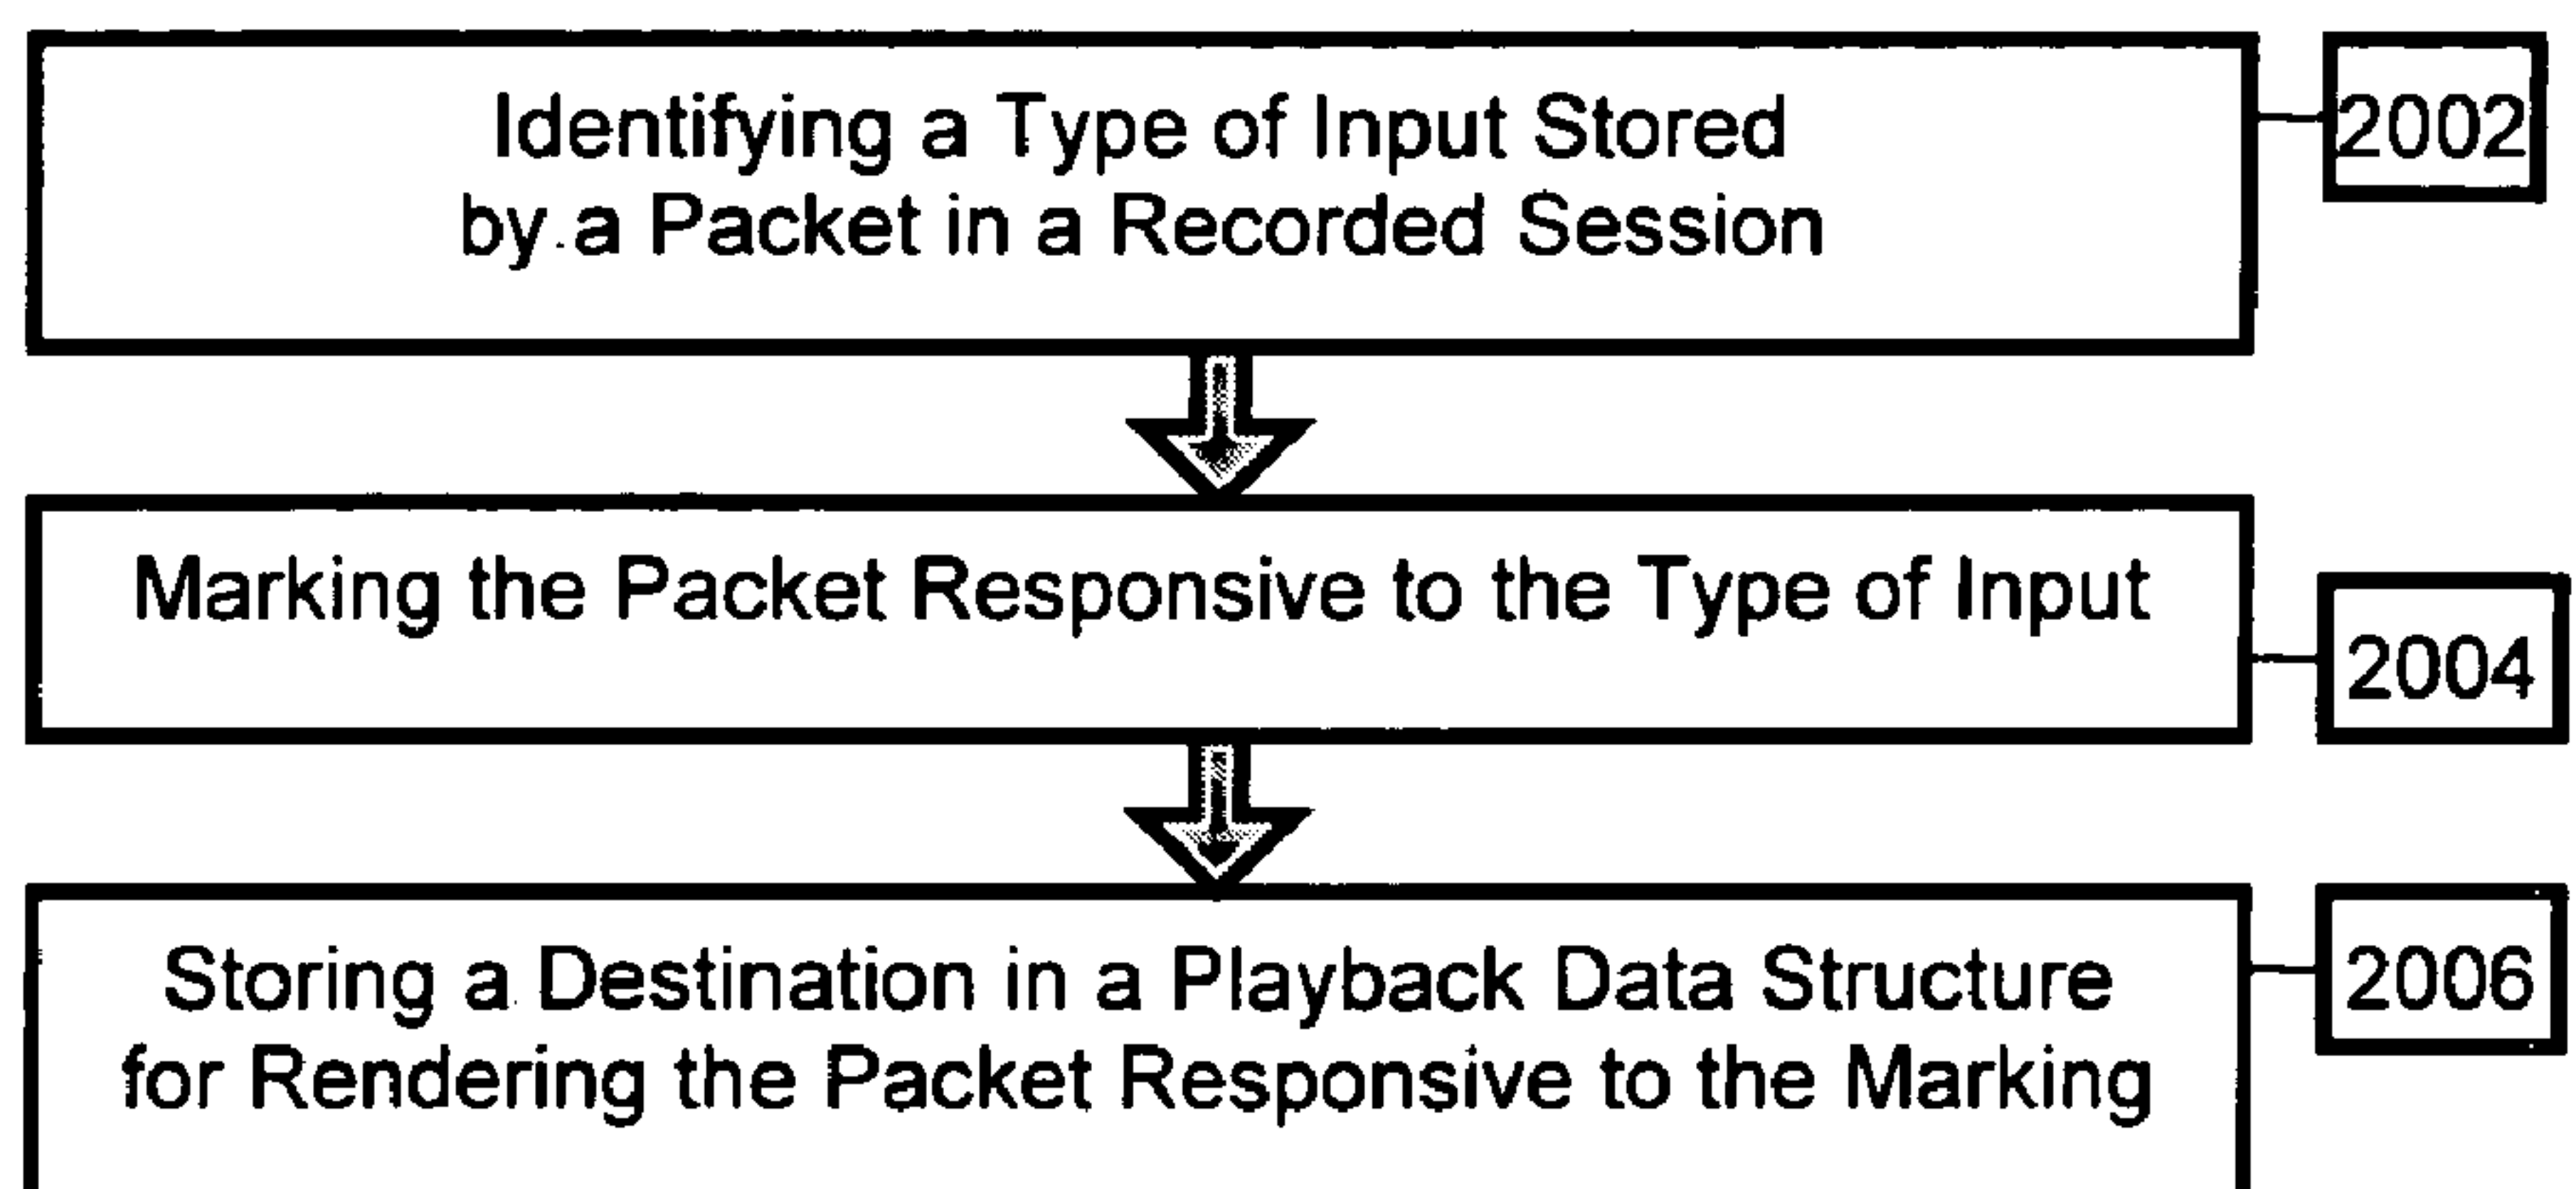 Identifying a Type of Input Stored
by a Packet in a Recorded Session
2002
Marking the Packet Responsive to the Type of Input
2004
Storing a Destination in a Playback Data Structure
for Rendering the Packet Responsive to the Marking
2006